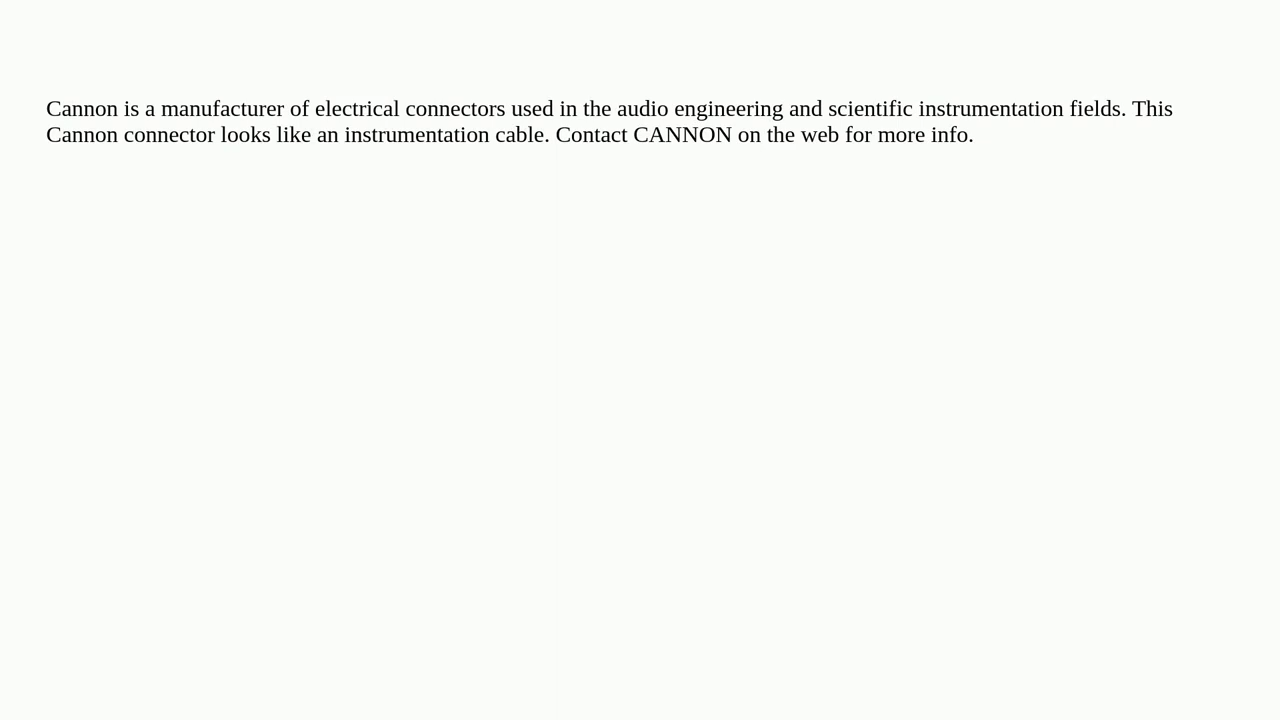 Cannon is a manufacturer of electrical connectors used in the audio engineering and scientific instrumentation fields. This
Cannon connector looks like an instrumentation cable. Contact CANNON on the web for more info.